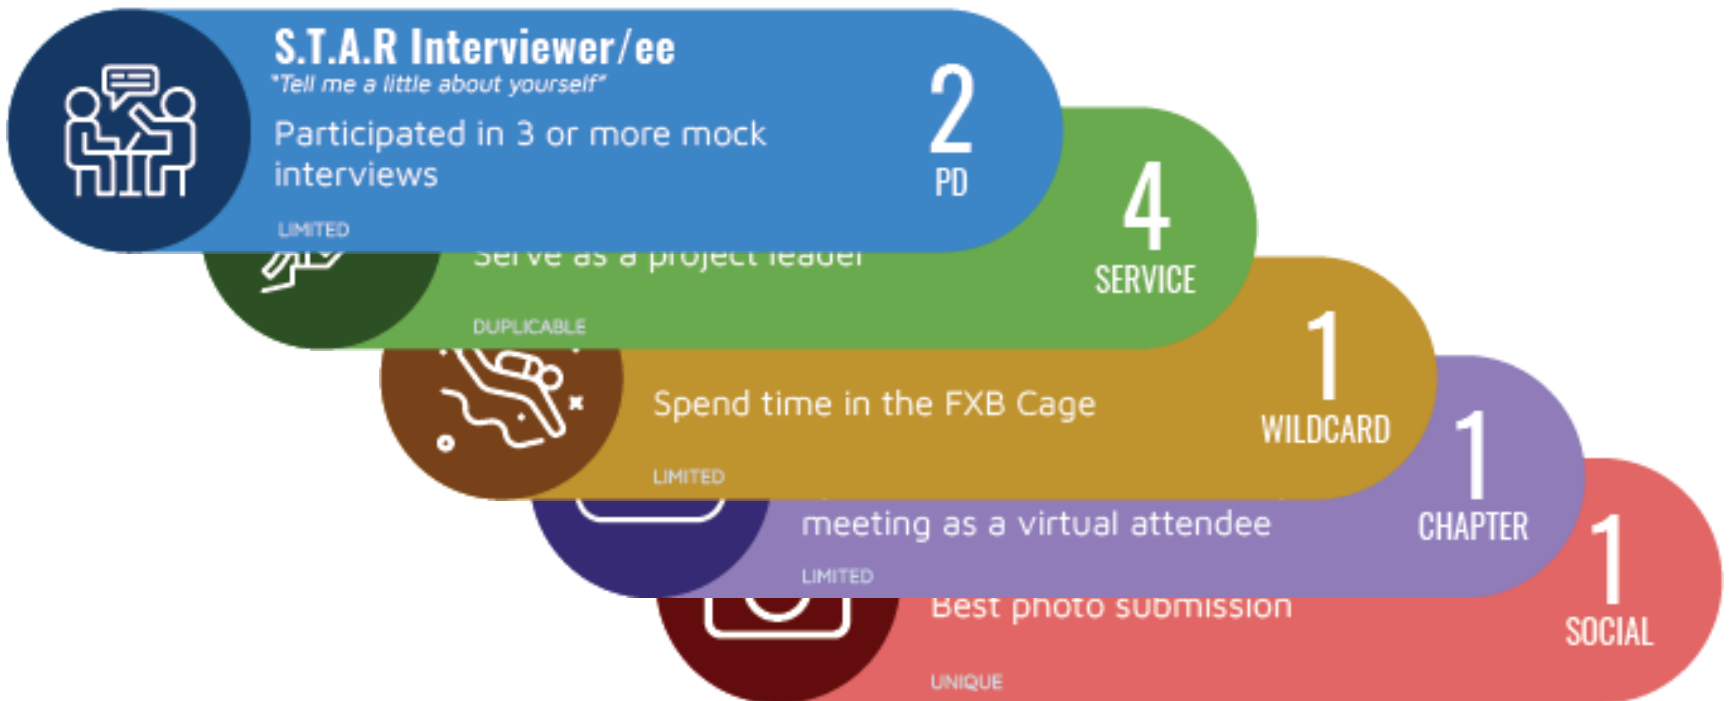 S.T.A.R Interviewer/ee
"Tell me a little about yourself"
Participated in 3 or more mock
interviews
LIMITED
2
PD
Serve as a project leader
DUPLICABLE
4
SERVICE
Spend time in the FXB Cage
LIMITED
1
WILDCARD
meeting as a virtual attendee
LIMITED
1
CHAPTER
Best photo submission
UNIQUE
1
SOCIAL